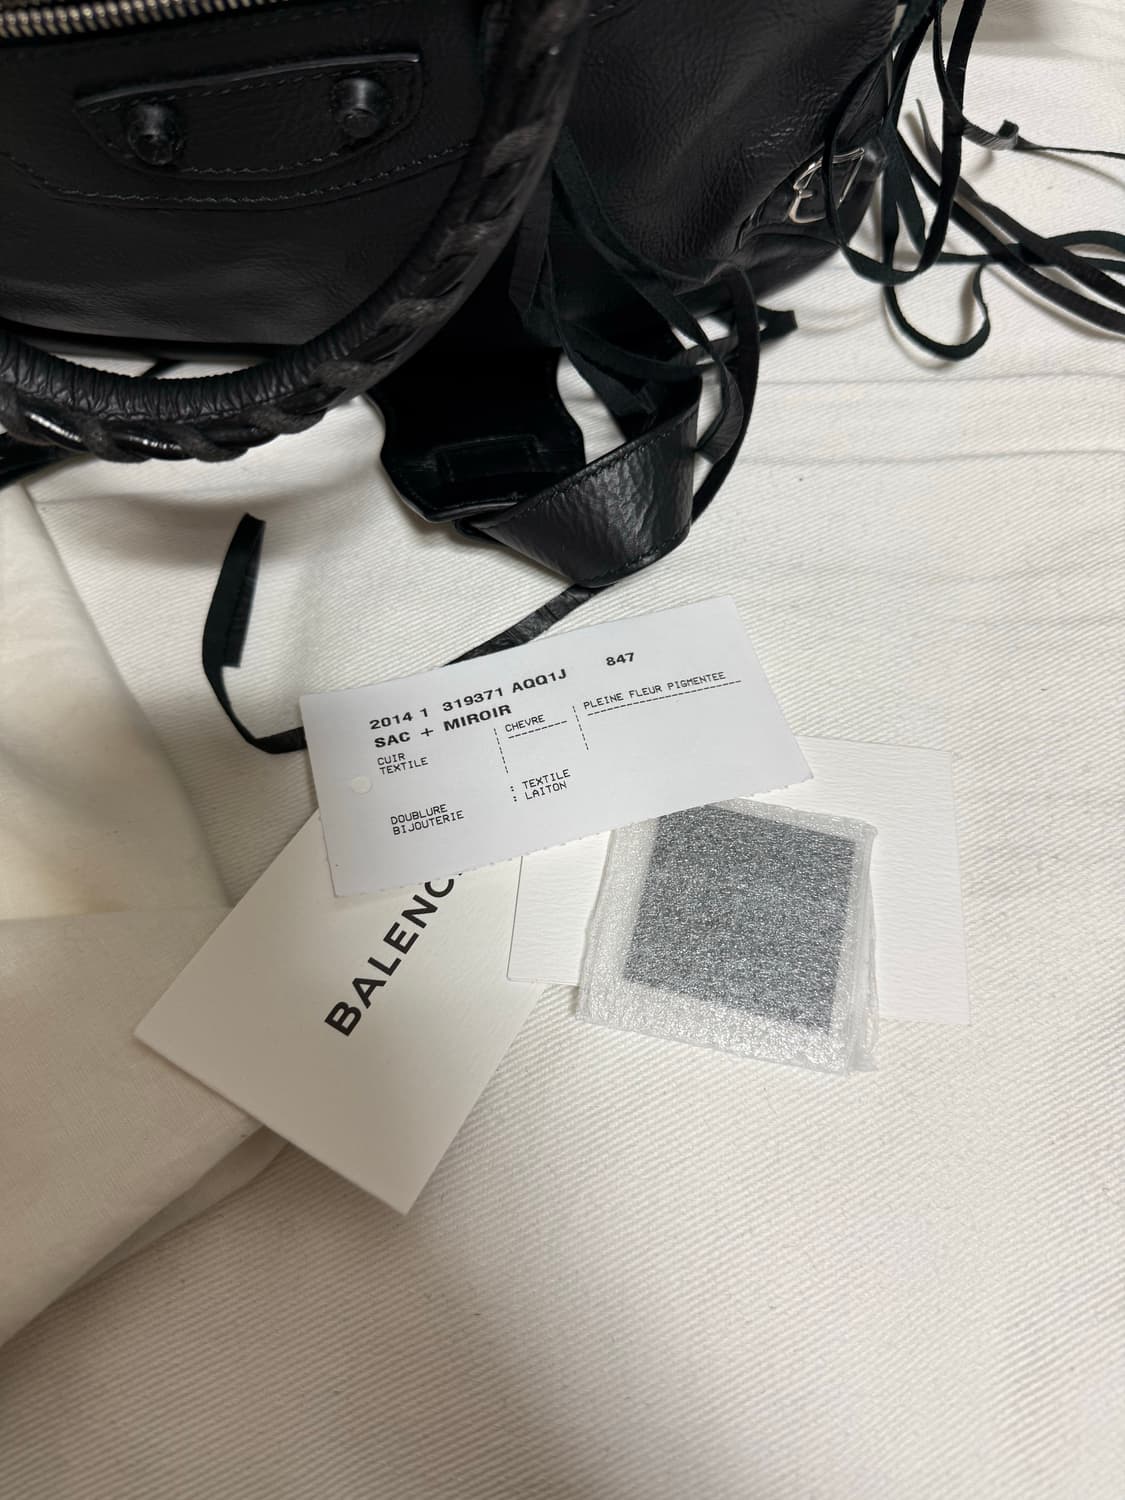 2014 1 319371 AQQ1J 847
SAC + MIROIR
CUIR CHEVRE PLEINE FLEUR PIGMENTEE
TEXTILE
DOUBLURE : TEXTILE
BIJOUTERIE : LAITON
BALENC